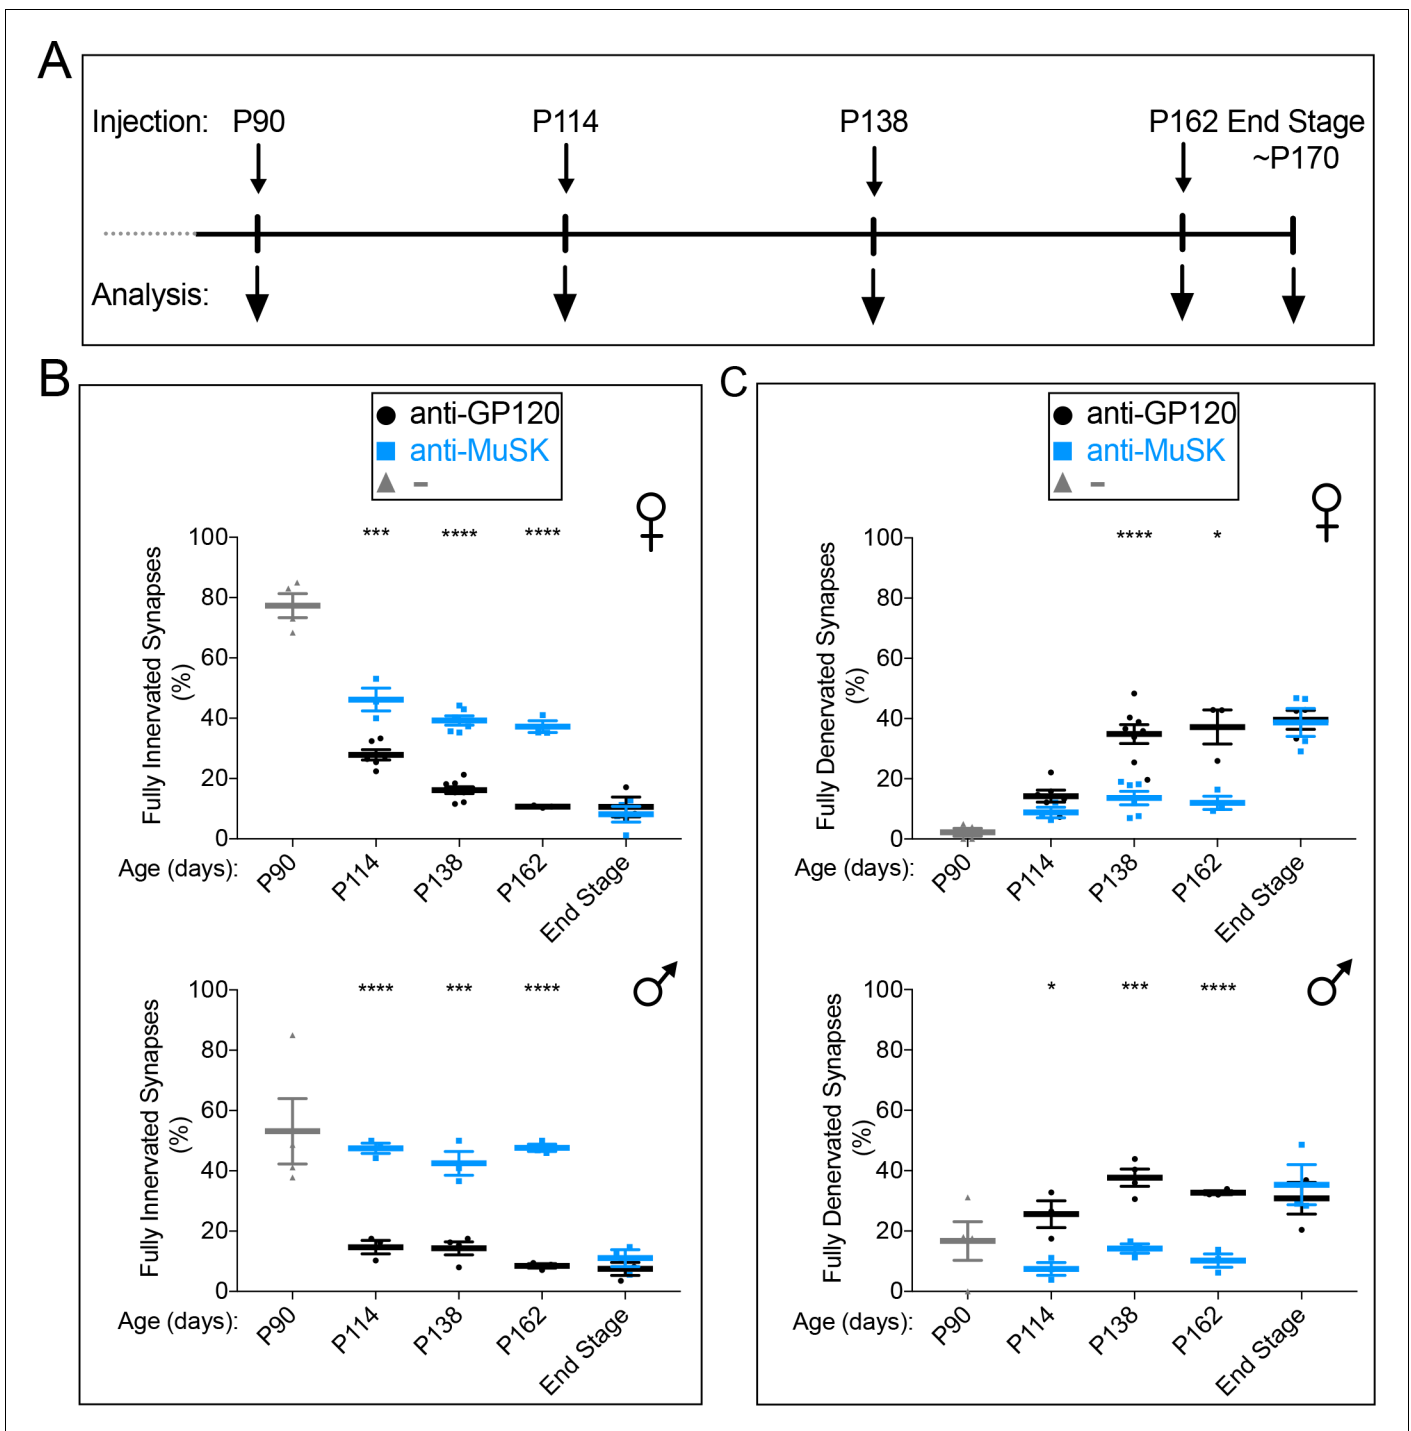 A
Injection: P90 P114 P138 P162 End Stage
~P170
Analysis:
B
anti-GP120
anti-MuSK
–
***
****
****
Fully Innervated Synapses
(%)
100
80
60
40
20
0
Age (days): P90 P114 P138 P162 End Stage
****
***
****
Fully Innervated Synapses
(%)
100
80
60
40
20
0
Age (days): P90 P114 P138 P162 End Stage
C
anti-GP120
anti-MuSK
–
****
*
Fully Denervated Synapses
(%)
100
80
60
40
20
0
Age (days): P90 P114 P138 P162 End Stage
*
***
****
Fully Denervated Synapses
(%)
100
80
60
40
20
0
Age (days): P90 P114 P138 P162 End Stage